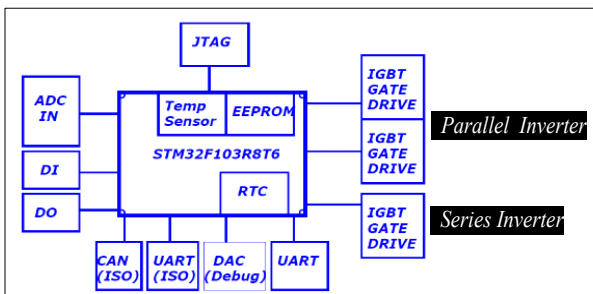 JTAG
ADC
IN
DI
DO
Temp
Sensor
EEPROM
STM32F103R8T6
RTC
IGBT
GATE
DRIVE
IGBT
GATE
DRIVE
IGBT
GATE
DRIVE
Parallel Inverter
Series Inverter
CAN
(ISO)
UART
(ISO)
DAC
(Debug)
UART